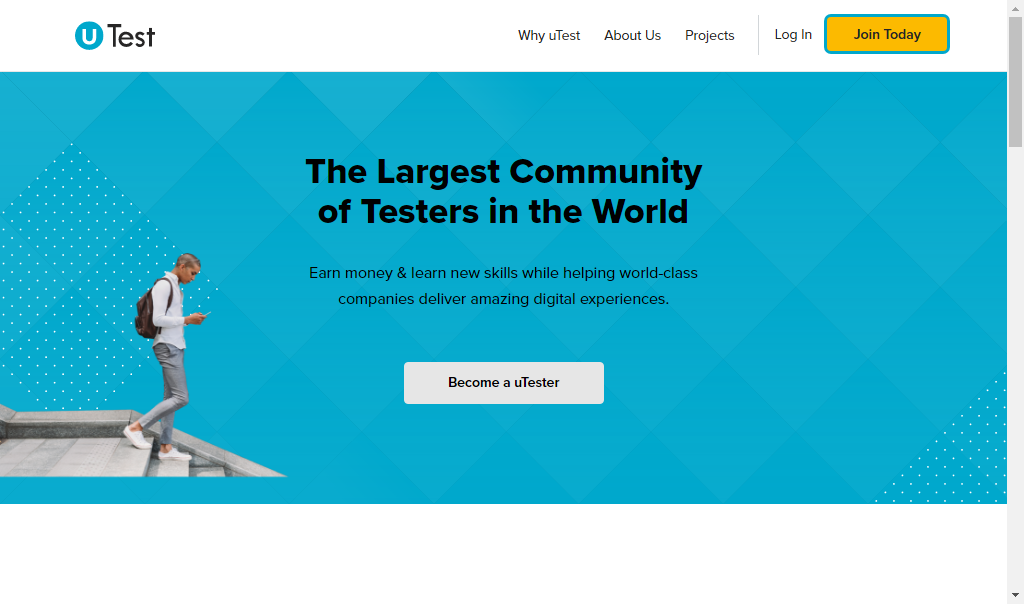 uTest
Why uTest
About Us
Projects
Log In
Join Today
The Largest Community
of Testers in the World
Earn money & learn new skills while helping world-class
companies deliver amazing digital experiences.
Become a uTester